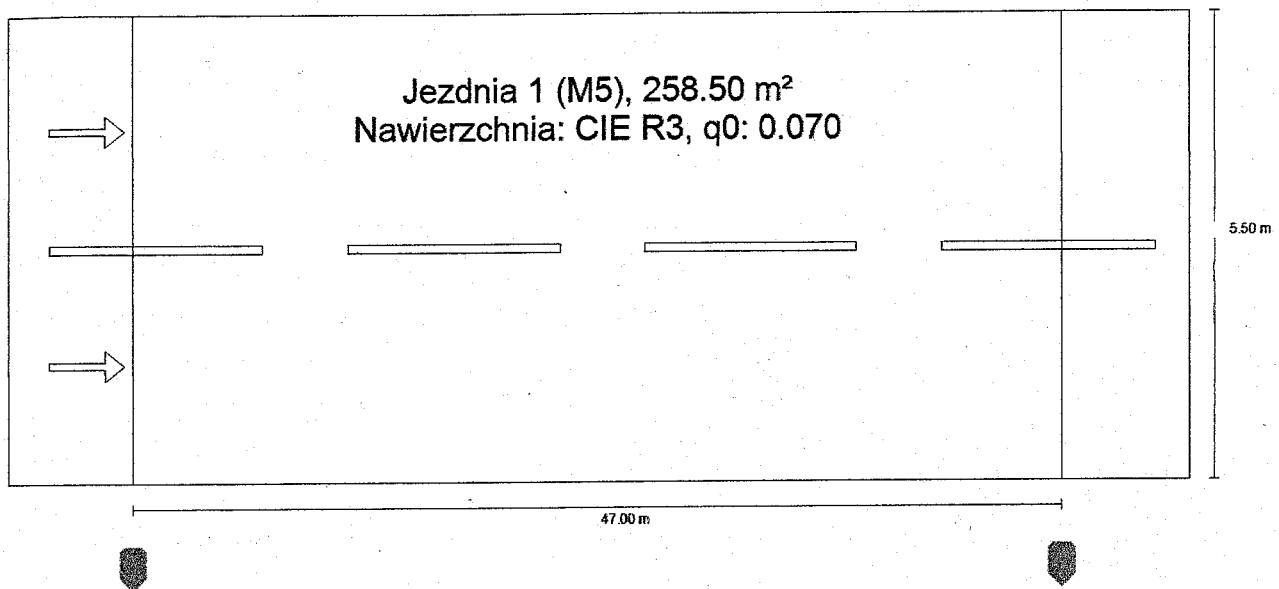 Jezdnia 1 (M5), 258.50 m²
Nawierzchnia: CIE R3, q0: 0.070
5.50 m
47.00 m